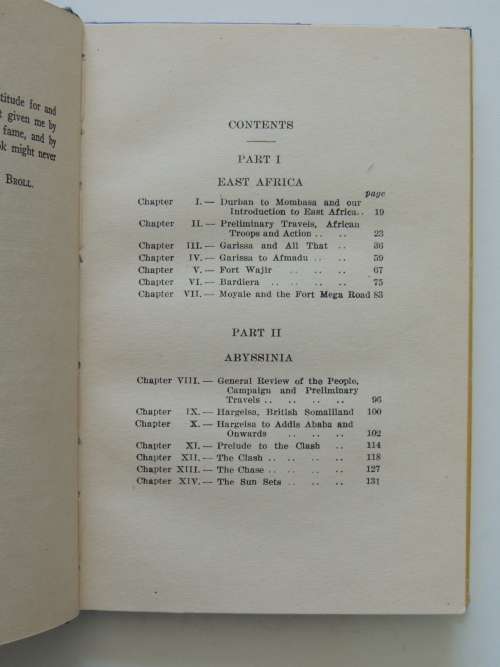 titude for and
given me by
fame, and by
ok might never
BROLL.
CONTENTS
PART I
EAST AFRICA
page
Chapter I.— Durban to Mombasa and our
Introduction to East Africa.. 19
Chapter II.— Preliminary Travels, African
Troops and Action .. .. 23
Chapter III.— Garissa and All That .. 36
Chapter IV.— Garissa to Afmadu .. .. 59
Chapter V.— Fort Wajir .. .. .. 67
Chapter VI.— Bardiera .. .. .. .. 75
Chapter VII.— Moyale and the Fort Mega Road 83
PART II
ABYSSINIA
Chapter VIII.— General Review of the People,
Campaign and Preliminary
Travels .. .. .. .. 96
Chapter IX.— Hargeisa, British Somaliland 100
Chapter X.— Hargeisa to Addis Ababa and
Onwards .. .. .. 102
Chapter XI.— Prelude to the Clash .. .. 114
Chapter XII.— The Clash .. .. .. .. 118
Chapter XIII.— The Chase .. .. .. .. 127
Chapter XIV.— The Sun Sets .. .. .. 131